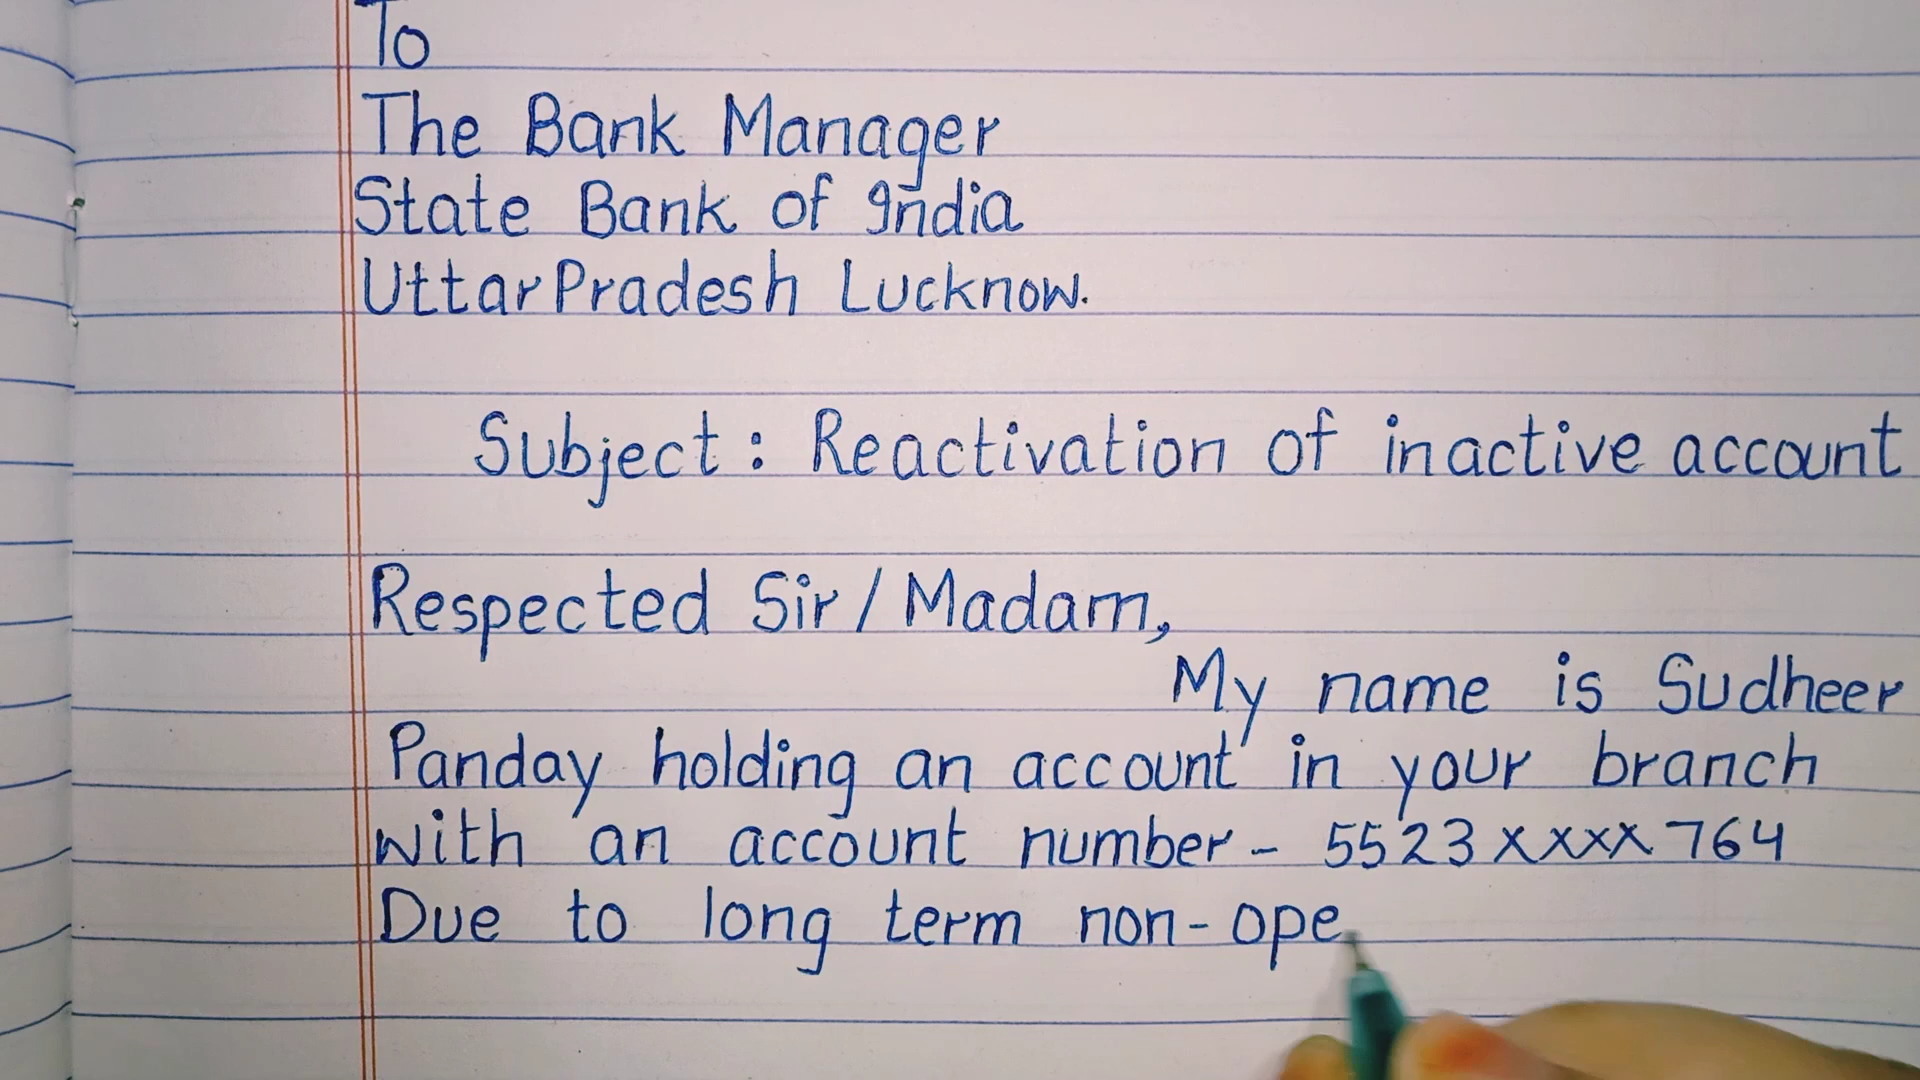 To
The Bank Manager
State Bank of India
Uttar Pradesh Lucknow.
Subject : Reactivation of inactive account
Respected Sir / Madam,
My name is Sudheer
Panday holding an account in your branch
with an account number - 5523xxxx764
Due to long term non-ope